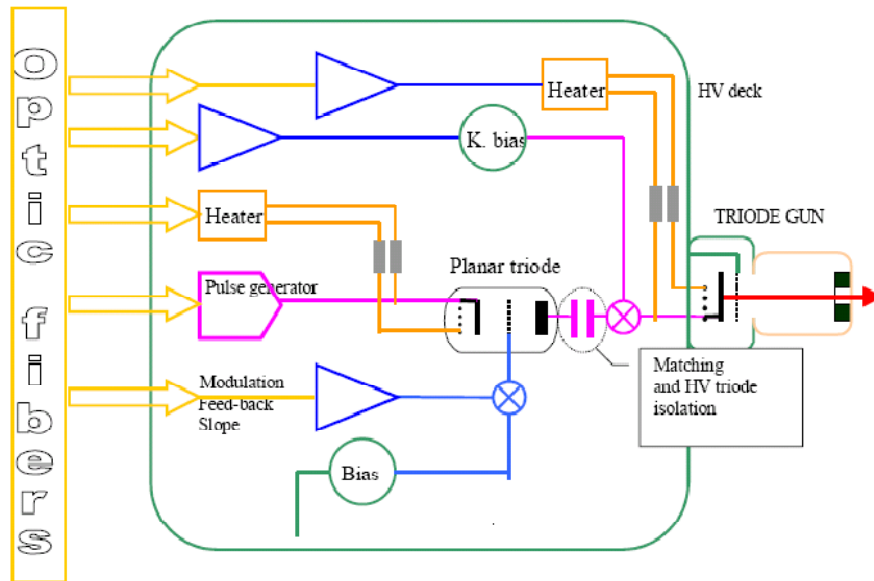 Optic fibers
Heater
HV deck
K. bias
Heater
TRIODE GUN
Planar triode
Pulse generator
Matching
and HV triode
isolation
Modulation
Feed-back
Slope
Bias